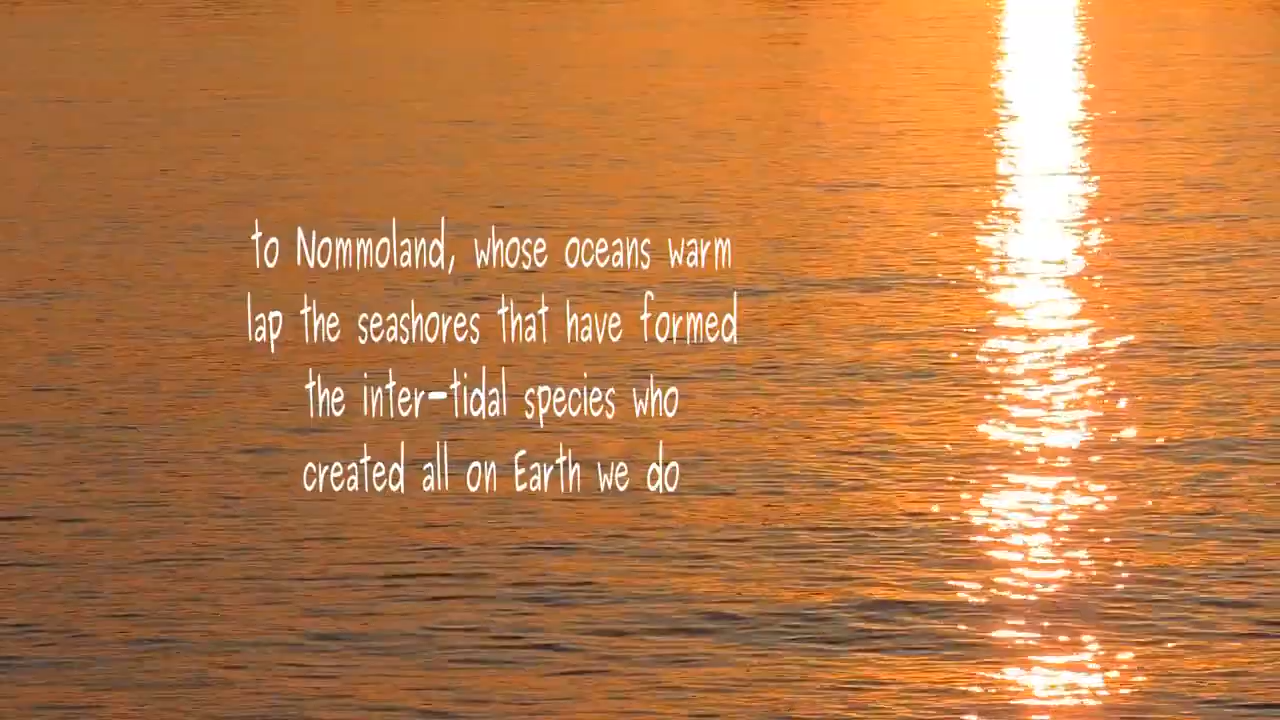 to Nommoland, whose oceans warm
lap the seashores that have formed
the inter-tidal species who
created all on Earth we do